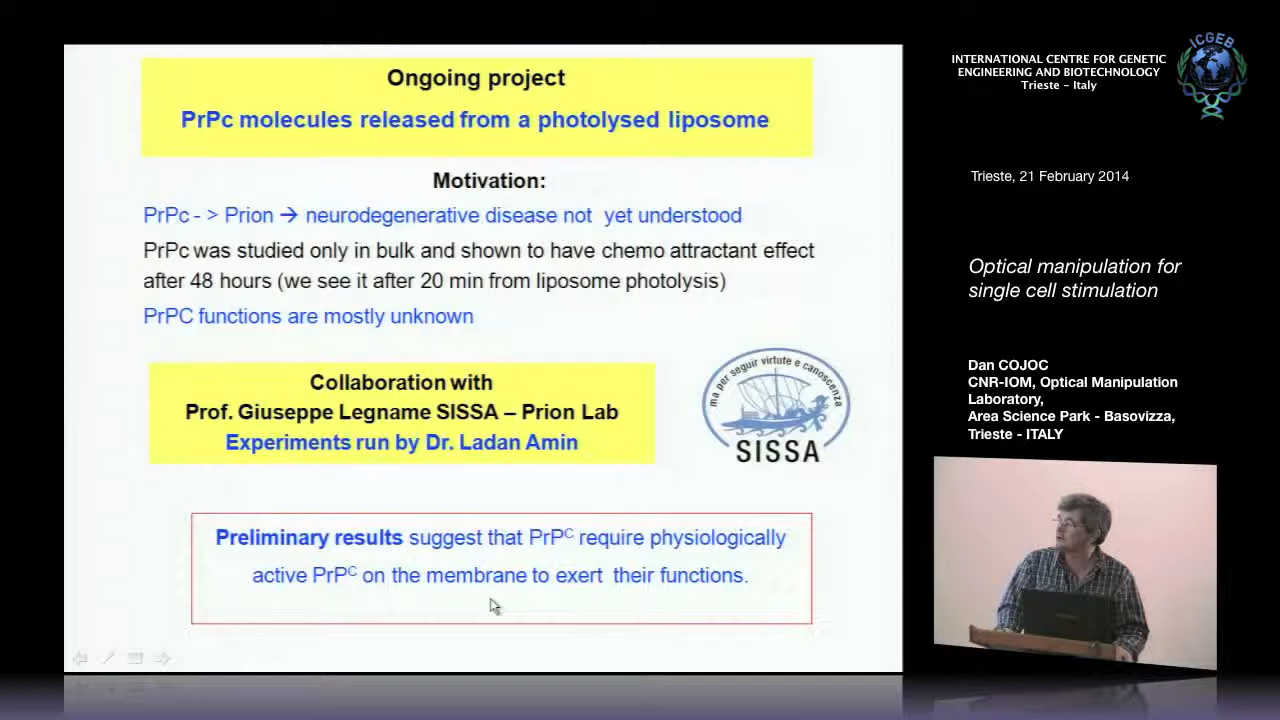 Ongoing project
PrPc molecules released from a photolysed liposome
Motivation:
PrPc - > Prion → neurodegenerative disease not yet understood
PrPc was studied only in bulk and shown to have chemo attractant effect
after 48 hours (we see it after 20 min from liposome photolysis)
PrPC functions are mostly unknown
Collaboration with
Prof. Giuseppe Legname SISSA – Prion Lab
Experiments run by Dr. Ladan Amin
ma per seguir virtute e canoscenza
SISSA
Preliminary results suggest that PrPᶜ require physiologically
active PrPᶜ on the membrane to exert their functions.
INTERNATIONAL CENTRE FOR GENETIC
ENGINEERING AND BIOTECHNOLOGY
Trieste - Italy
ICGEB
Trieste, 21 February 2014
Optical manipulation for
single cell stimulation
Dan COJOC
CNR-IOM, Optical Manipulation
Laboratory,
Area Science Park - Basovizza,
Trieste - ITALY